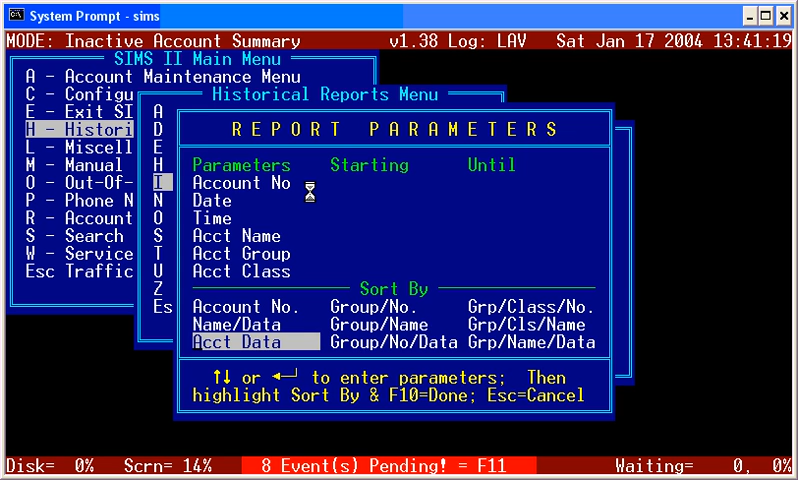 System Prompt - sims
MODE: Inactive Account Summary v1.38 Log: LAV Sat Jan 17 2004 13:41:19
SIMS II Main Menu
A - Account Maintenance Menu
C - Configu
E - Exit SI
H - Histori
L - Miscell
M - Manual
O - Out-Of-
P - Phone N
R - Account
S - Search
W - Service
Esc Traffic
Historical Reports Menu
A
D
E
H
I
N
O
S
T
U
Z
Es
REPORT PARAMETERS
Parameters Starting Until
Account No
Date
Time
Acct Name
Acct Group
Acct Class
Sort By
Account No. Group/No. Grp/Class/No.
Name/Data Group/Name Grp/Cls/Name
Acct Data Group/No/Data Grp/Name/Data
↑↓ or ◄─┘ to enter parameters; Then
highlight Sort By & F10=Done; Esc=Cancel
Disk= 0% Scrn= 14% 8 Event(s) Pending! = F11 Waiting= 0, 0%